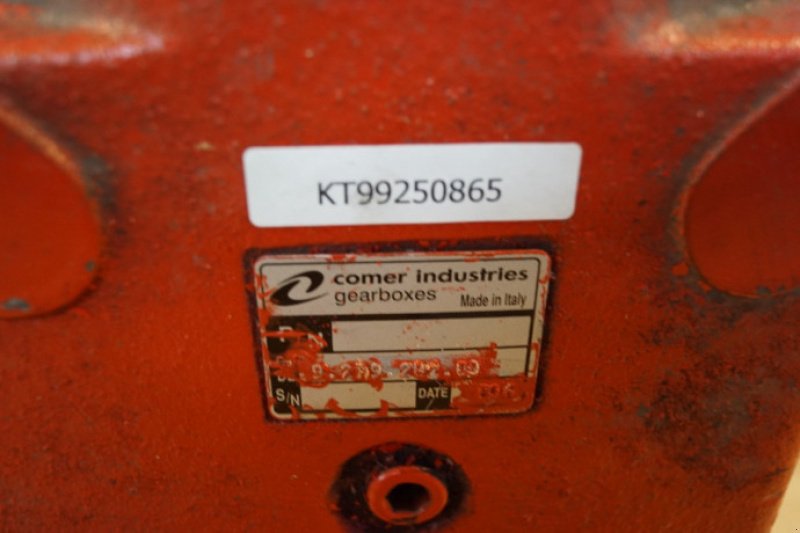 KT99250865
comer industries
gearboxes Made in Italy
S/N DATE